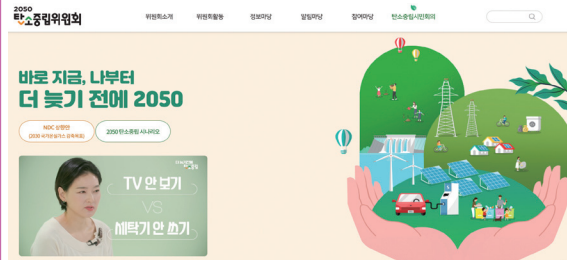 2050
탄소중립위원회
위원회소개 위원회활동 정보마당 알림마당 참여마당 탄소중립시민회의
바로 지금, 나부터
더 늦기 전에 2050
NDC 상향안
(2030 국가온실가스 감축목표)
2050 탄소중립 시나리오
TV 안 보기
VS
세탁기 안 쓰기